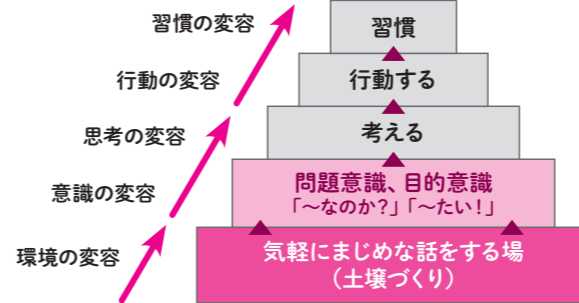 習慣の変容
習慣
行動の変容
行動する
思考の変容
考える
意識の変容
問題意識、目的意識
「～なのか?」「～たい!」
環境の変容
気軽にまじめな話をする場
（土壌づくり）